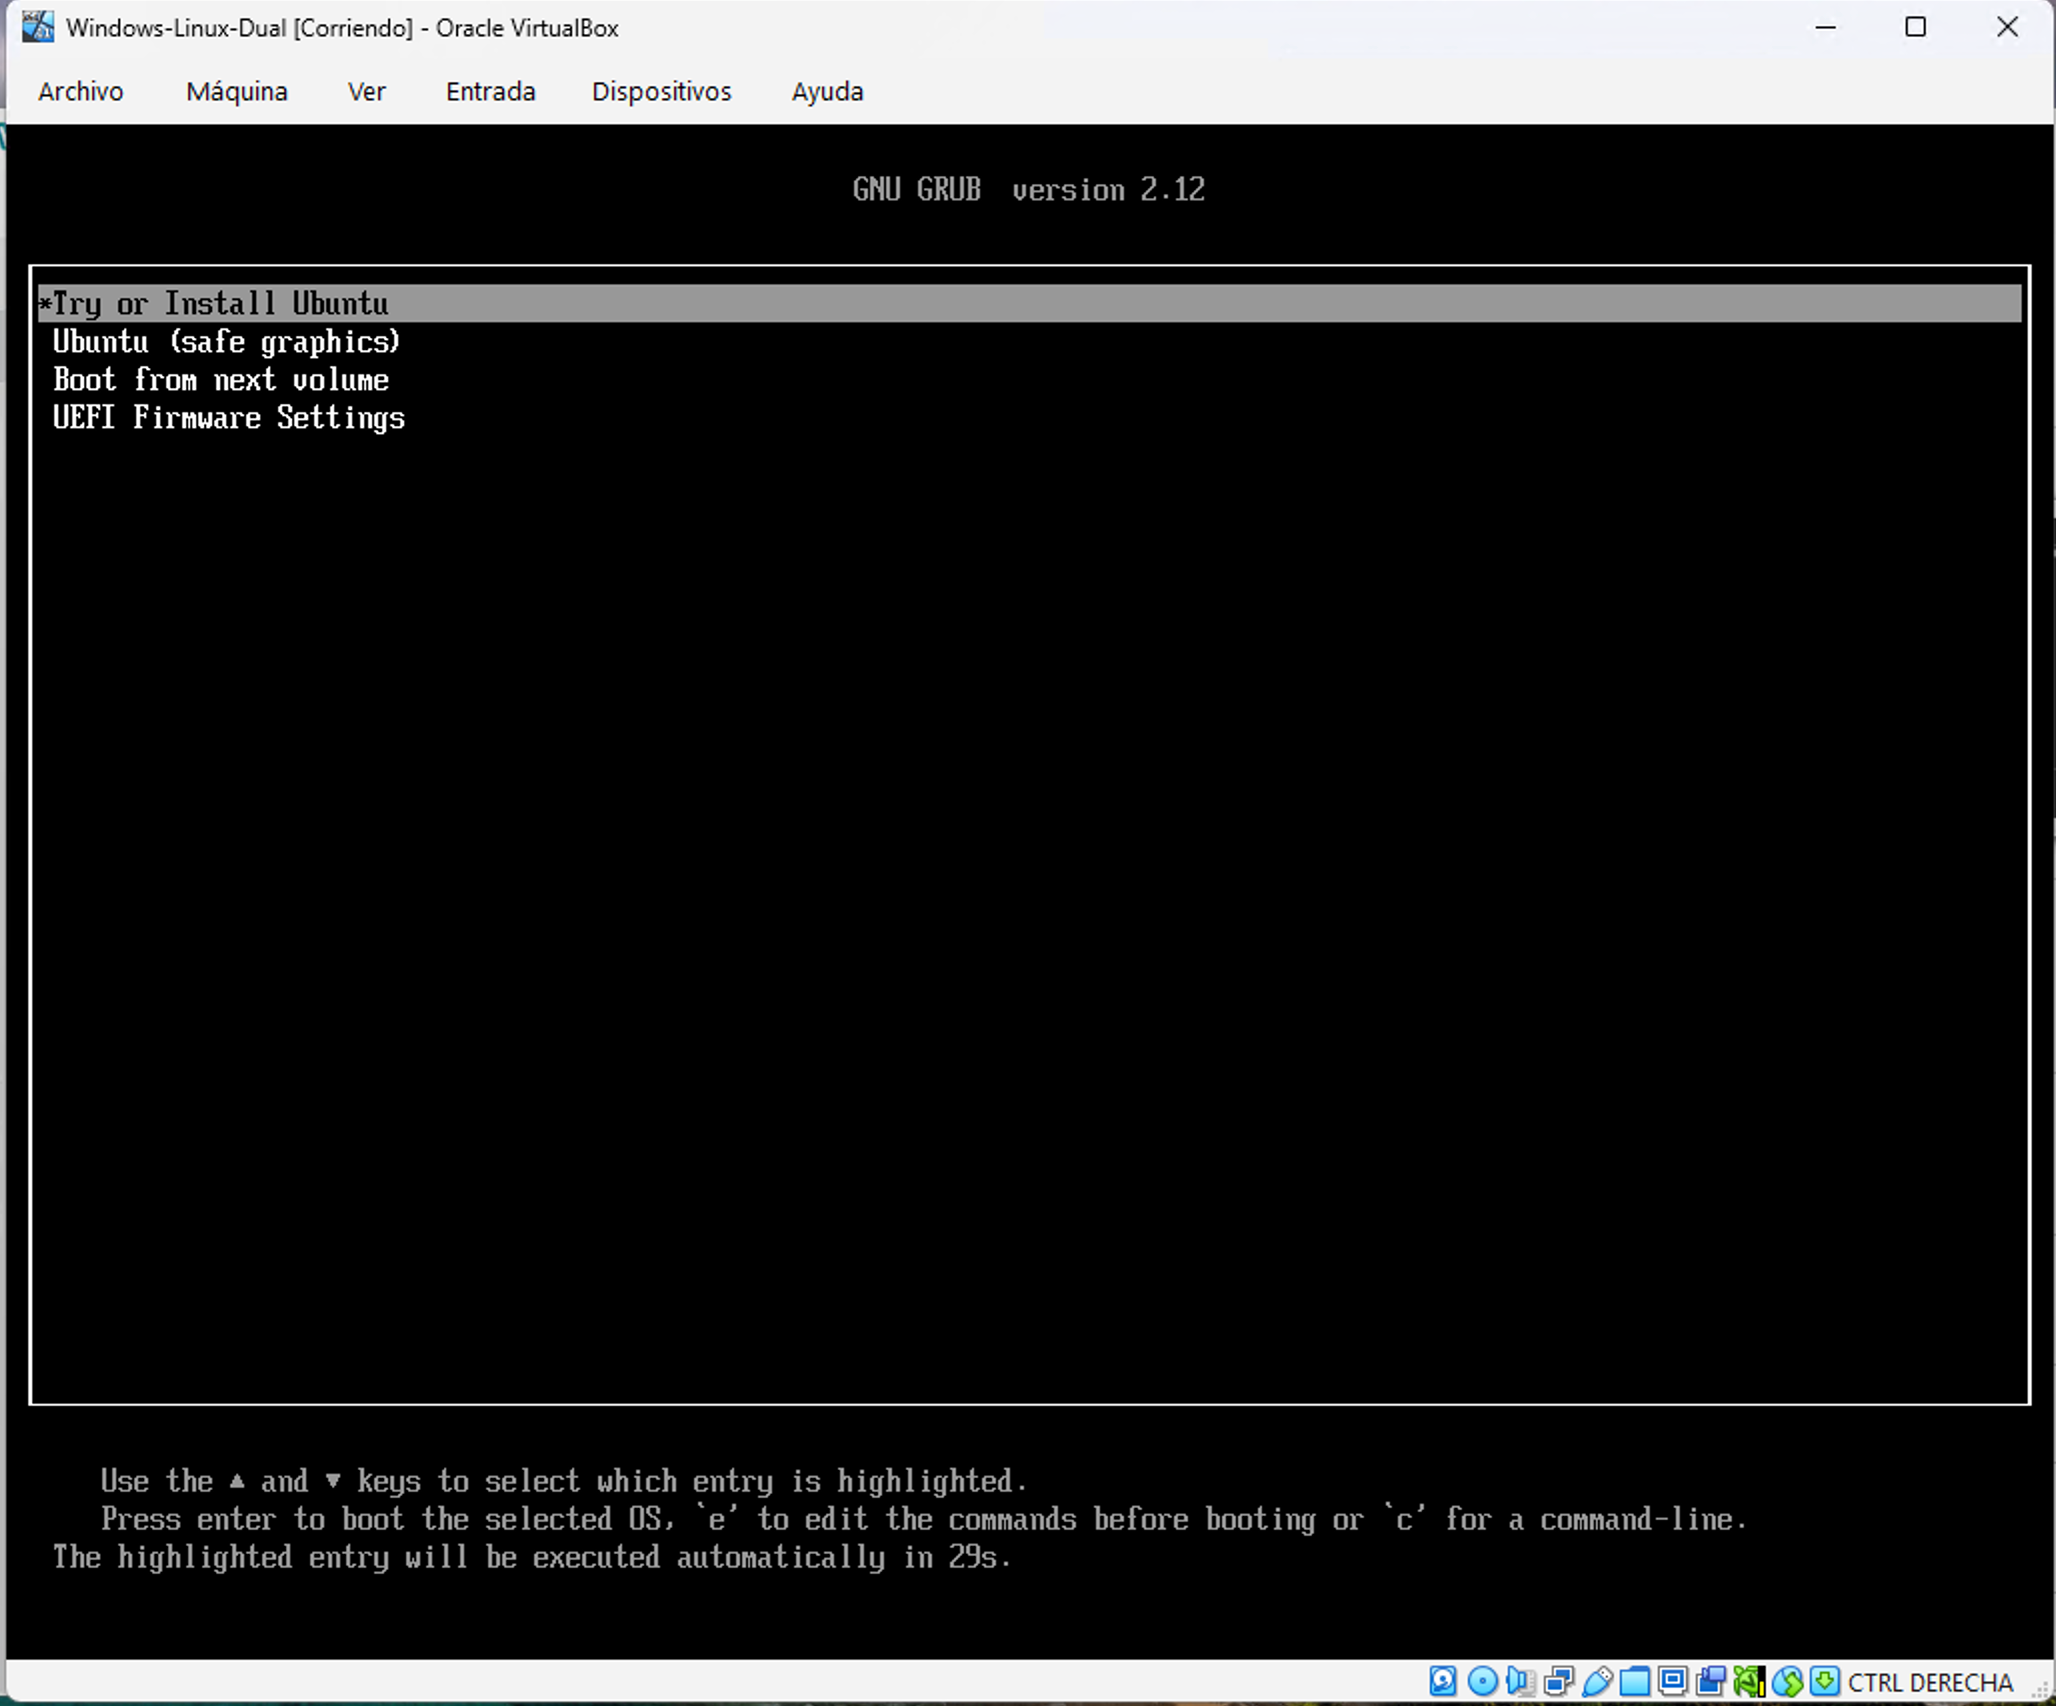 Windows-Linux-Dual [Corriendo] - Oracle VirtualBox
Archivo Máquina Ver Entrada Dispositivos Ayuda
GNU GRUB version 2.12
*Try or Install Ubuntu
Ubuntu (safe graphics)
Boot from next volume
UEFI Firmware Settings
Use the ▲ and ▼ keys to select which entry is highlighted.
Press enter to boot the selected OS, `e' to edit the commands before booting or `c' for a command-line.
The highlighted entry will be executed automatically in 29s.
CTRL DERECHA